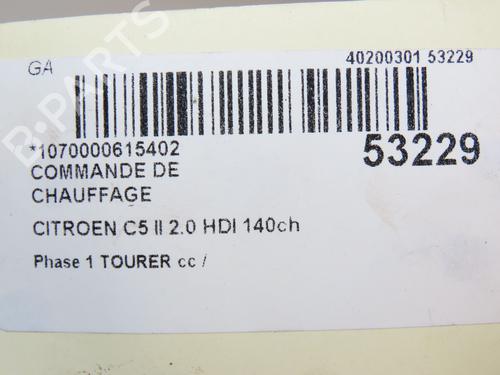 GA
40200301 53229
*1070000615402
53229
COMMANDE DE
CHAUFFAGE
CITROEN C5 II 2.0 HDI 140ch
Phase 1 TOURER cc /
B-PARTS